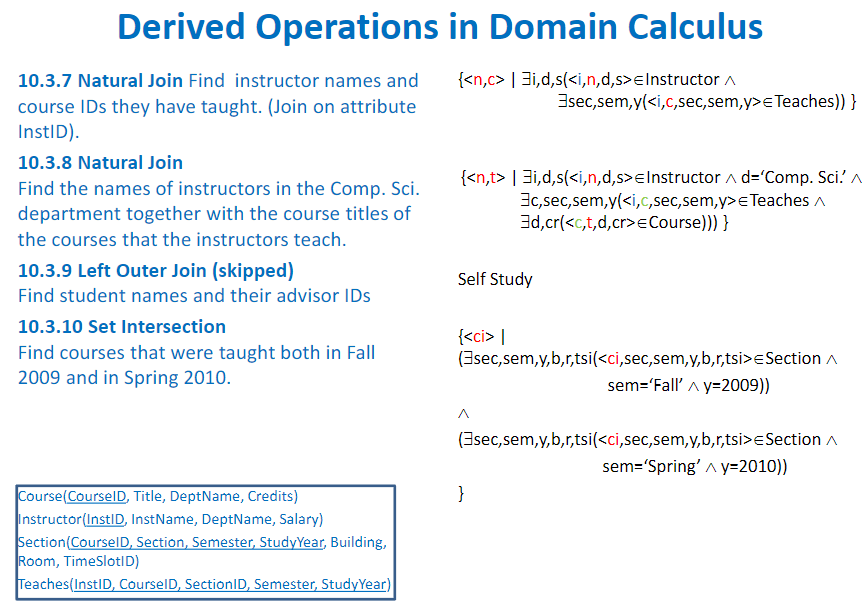 Derived Operations in Domain Calculus
10.3.7 Natural Join Find  instructor names and
course IDs they have taught. (Join on attribute
InstID).
{<n,c> | ∃i,d,s(<i,n,d,s>∈Instructor ∧
∃sec,sem,y(<i,c,sec,sem,y>∈Teaches)) }
10.3.8 Natural Join
Find the names of instructors in the Comp. Sci.
department together with the course titles of
the courses that the instructors teach.
{<n,t> | ∃i,d,s(<i,n,d,s>∈Instructor ∧ d=‘Comp. Sci.’ ∧
∃c,sec,sem,y(<i,c,sec,sem,y>∈Teaches ∧
∃d,cr(<c,t,d,cr>∈Course))) }
10.3.9 Left Outer Join (skipped)
Find student names and their advisor IDs
Self Study
10.3.10 Set Intersection
Find courses that were taught both in Fall
2009 and in Spring 2010.
{<ci> |
(∃sec,sem,y,b,r,tsi(<ci,sec,sem,y,b,r,tsi>∈Section ∧
sem=‘Fall’ ∧ y=2009))
∧
(∃sec,sem,y,b,r,tsi(<ci,sec,sem,y,b,r,tsi>∈Section ∧
sem=‘Spring’ ∧ y=2010))
}
Course(CourseID, Title, DeptName, Credits)
Instructor(InstID, InstName, DeptName, Salary)
Section(CourseID, Section, Semester, StudyYear, Building,
Room, TimeSlotID)
Teaches(InstID, CourseID, SectionID, Semester, StudyYear)